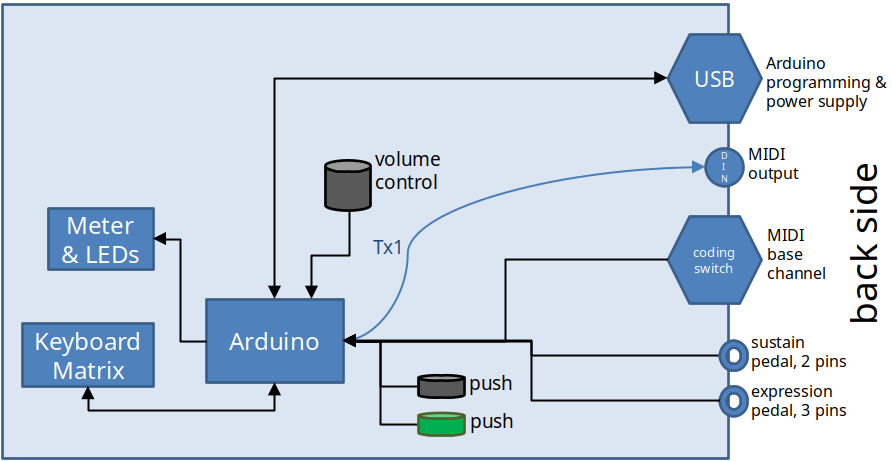 USB
Arduino
programming &
power supply
volume
control
D
I
N
MIDI
output
Meter
& LEDs
Tx1
coding
switch
MIDI
base
channel
back side
Keyboard
Matrix
Arduino
sustain
pedal, 2 pins
push
expression
pedal, 3 pins
push